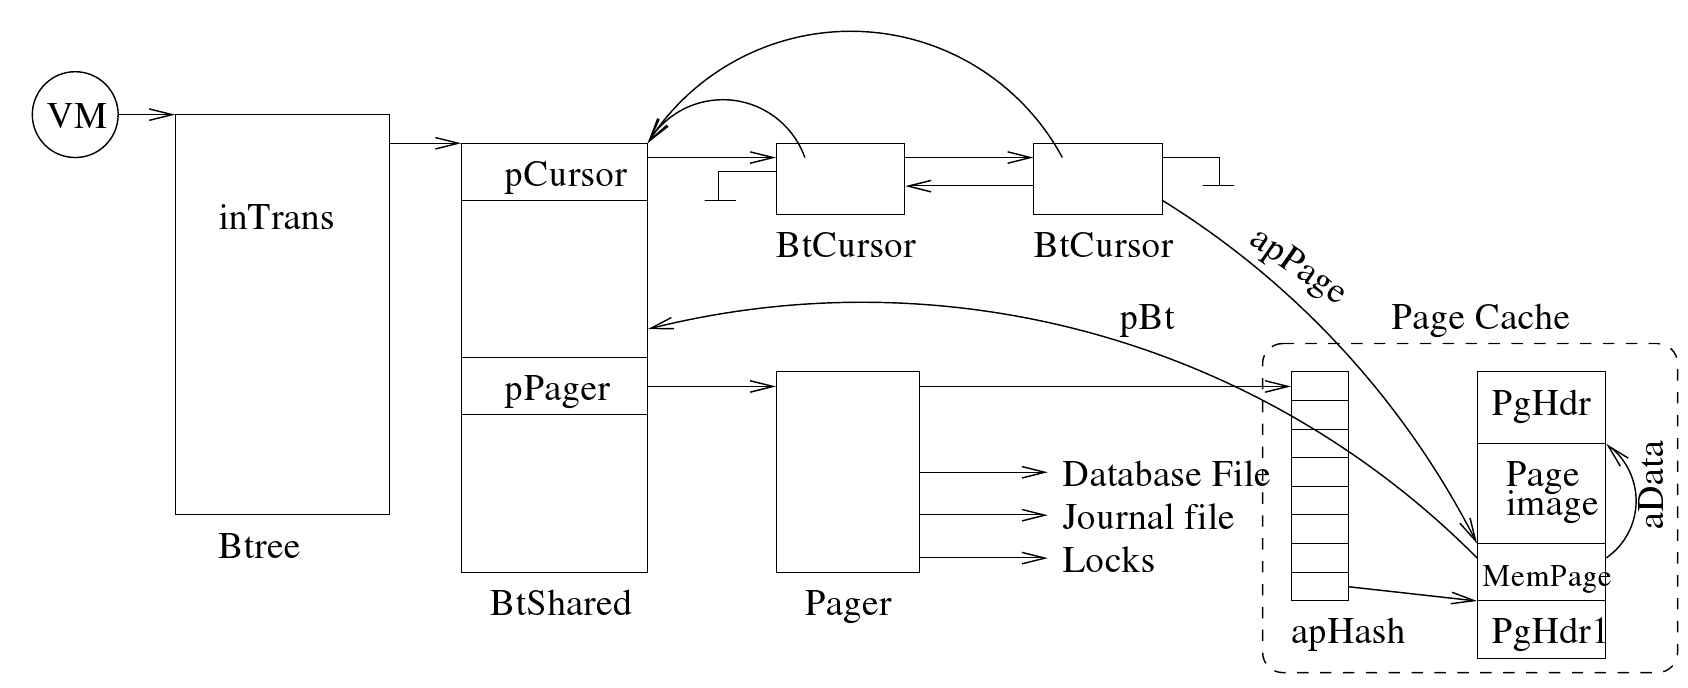 VM
inTrans
Btree
pCursor
pPager
BtShared
BtCursor
BtCursor
apPage
pBt
Page Cache
Pager
Database File
Journal file
Locks
apHash
PgHdr
Page
image
aData
MemPage
PgHdr1